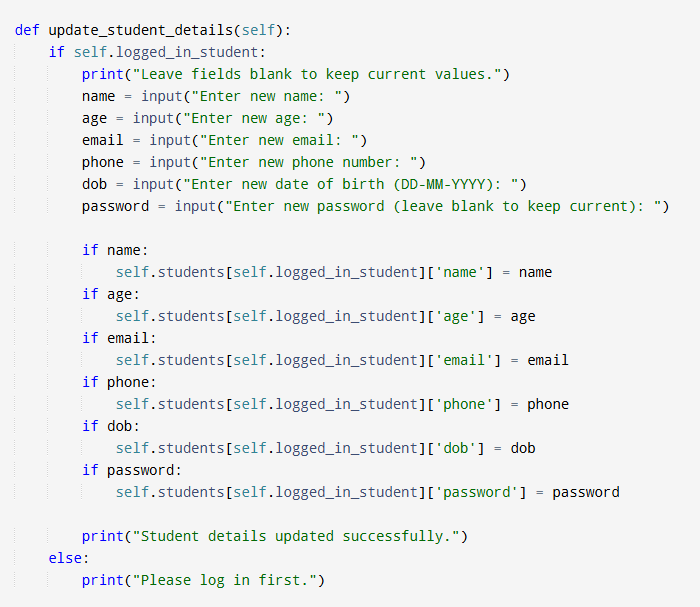 def update_student_details(self):
    if self.logged_in_student:
        print("Leave fields blank to keep current values.")
        name = input("Enter new name: ")
        age = input("Enter new age: ")
        email = input("Enter new email: ")
        phone = input("Enter new phone number: ")
        dob = input("Enter new date of birth (DD-MM-YYYY): ")
        password = input("Enter new password (leave blank to keep current): ")

        if name:
            self.students[self.logged_in_student]['name'] = name
        if age:
            self.students[self.logged_in_student]['age'] = age
        if email:
            self.students[self.logged_in_student]['email'] = email
        if phone:
            self.students[self.logged_in_student]['phone'] = phone
        if dob:
            self.students[self.logged_in_student]['dob'] = dob
        if password:
            self.students[self.logged_in_student]['password'] = password

        print("Student details updated successfully.")
    else:
        print("Please log in first.")